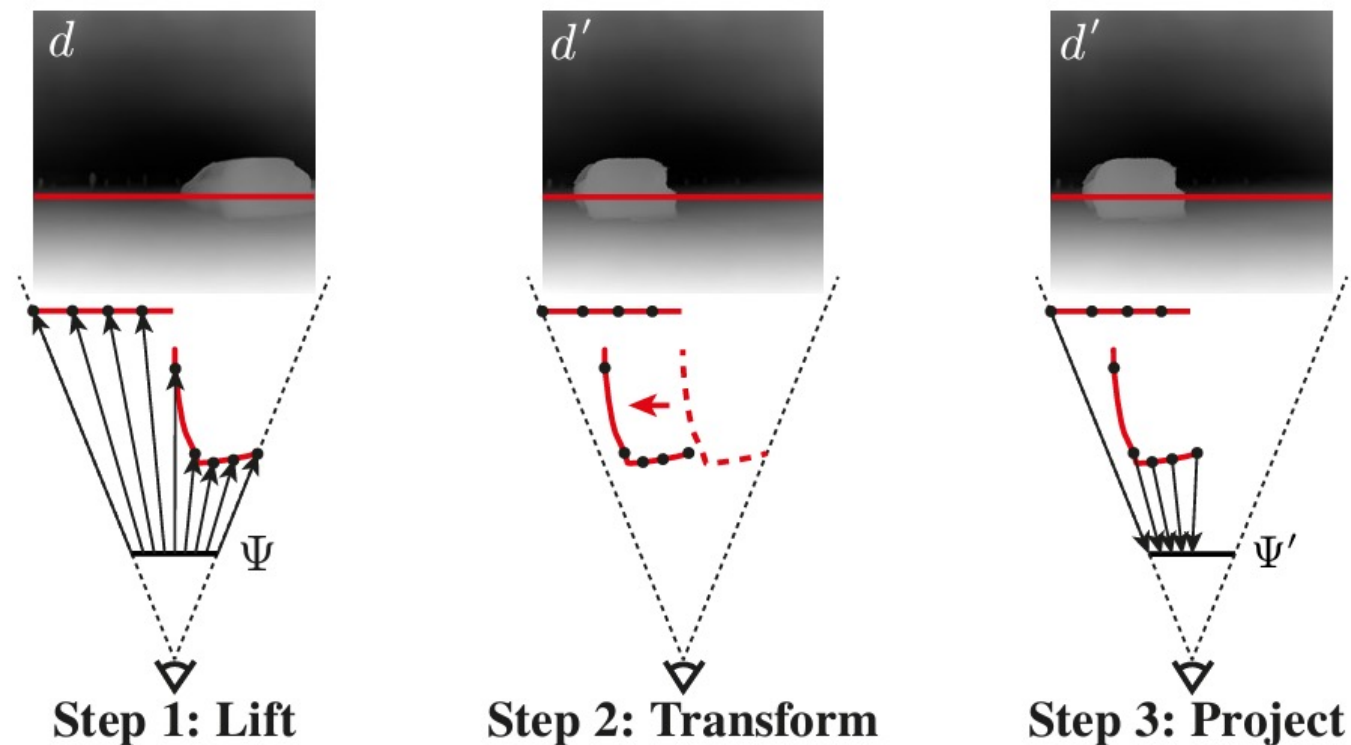 d
d′
d′
Ψ
Ψ′
Step 1: Lift
Step 2: Transform
Step 3: Project